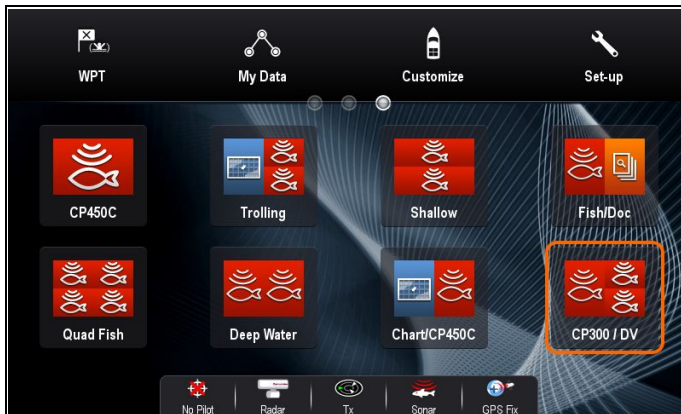 WPT
My Data
Customize
Set-up
CP450C
Trolling
Shallow
Fish/Doc
Quad Fish
Deep Water
Chart/CP450C
CP300 / DV
No Pilot
Radar
Tx
Sonar
GPS Fix